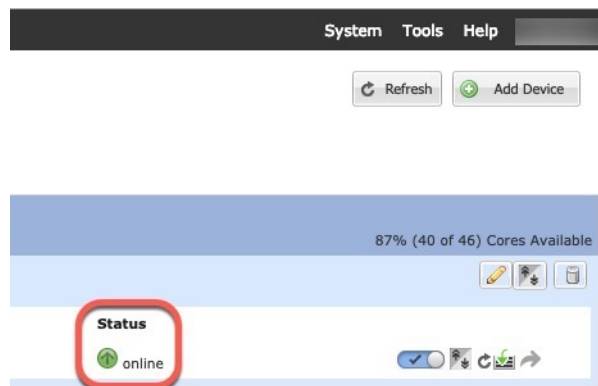 System Tools Help
Refresh Add Device
87% (40 of 46) Cores Available
Status
online